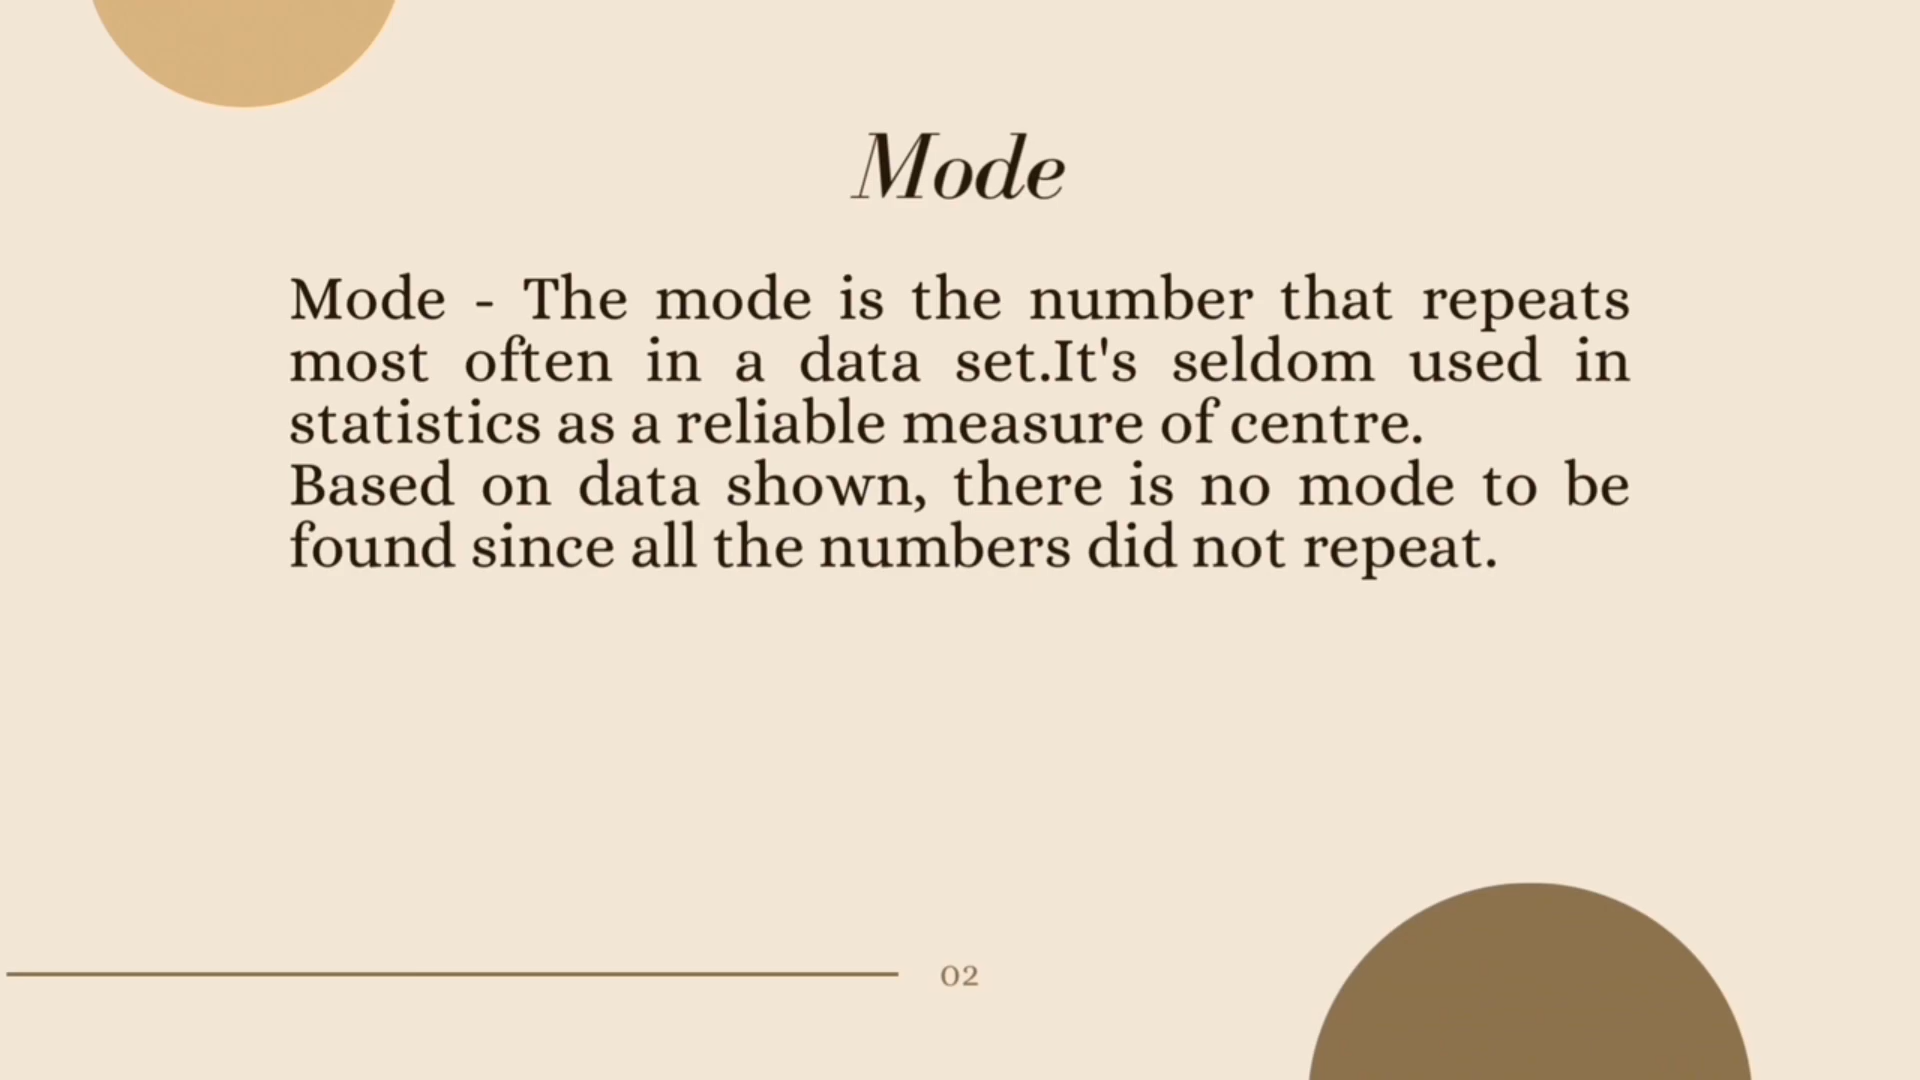 Mode
Mode - The mode is the number that repeats
most often in a data set.It's seldom used in
statistics as a reliable measure of centre.
Based on data shown, there is no mode to be
found since all the numbers did not repeat.
02